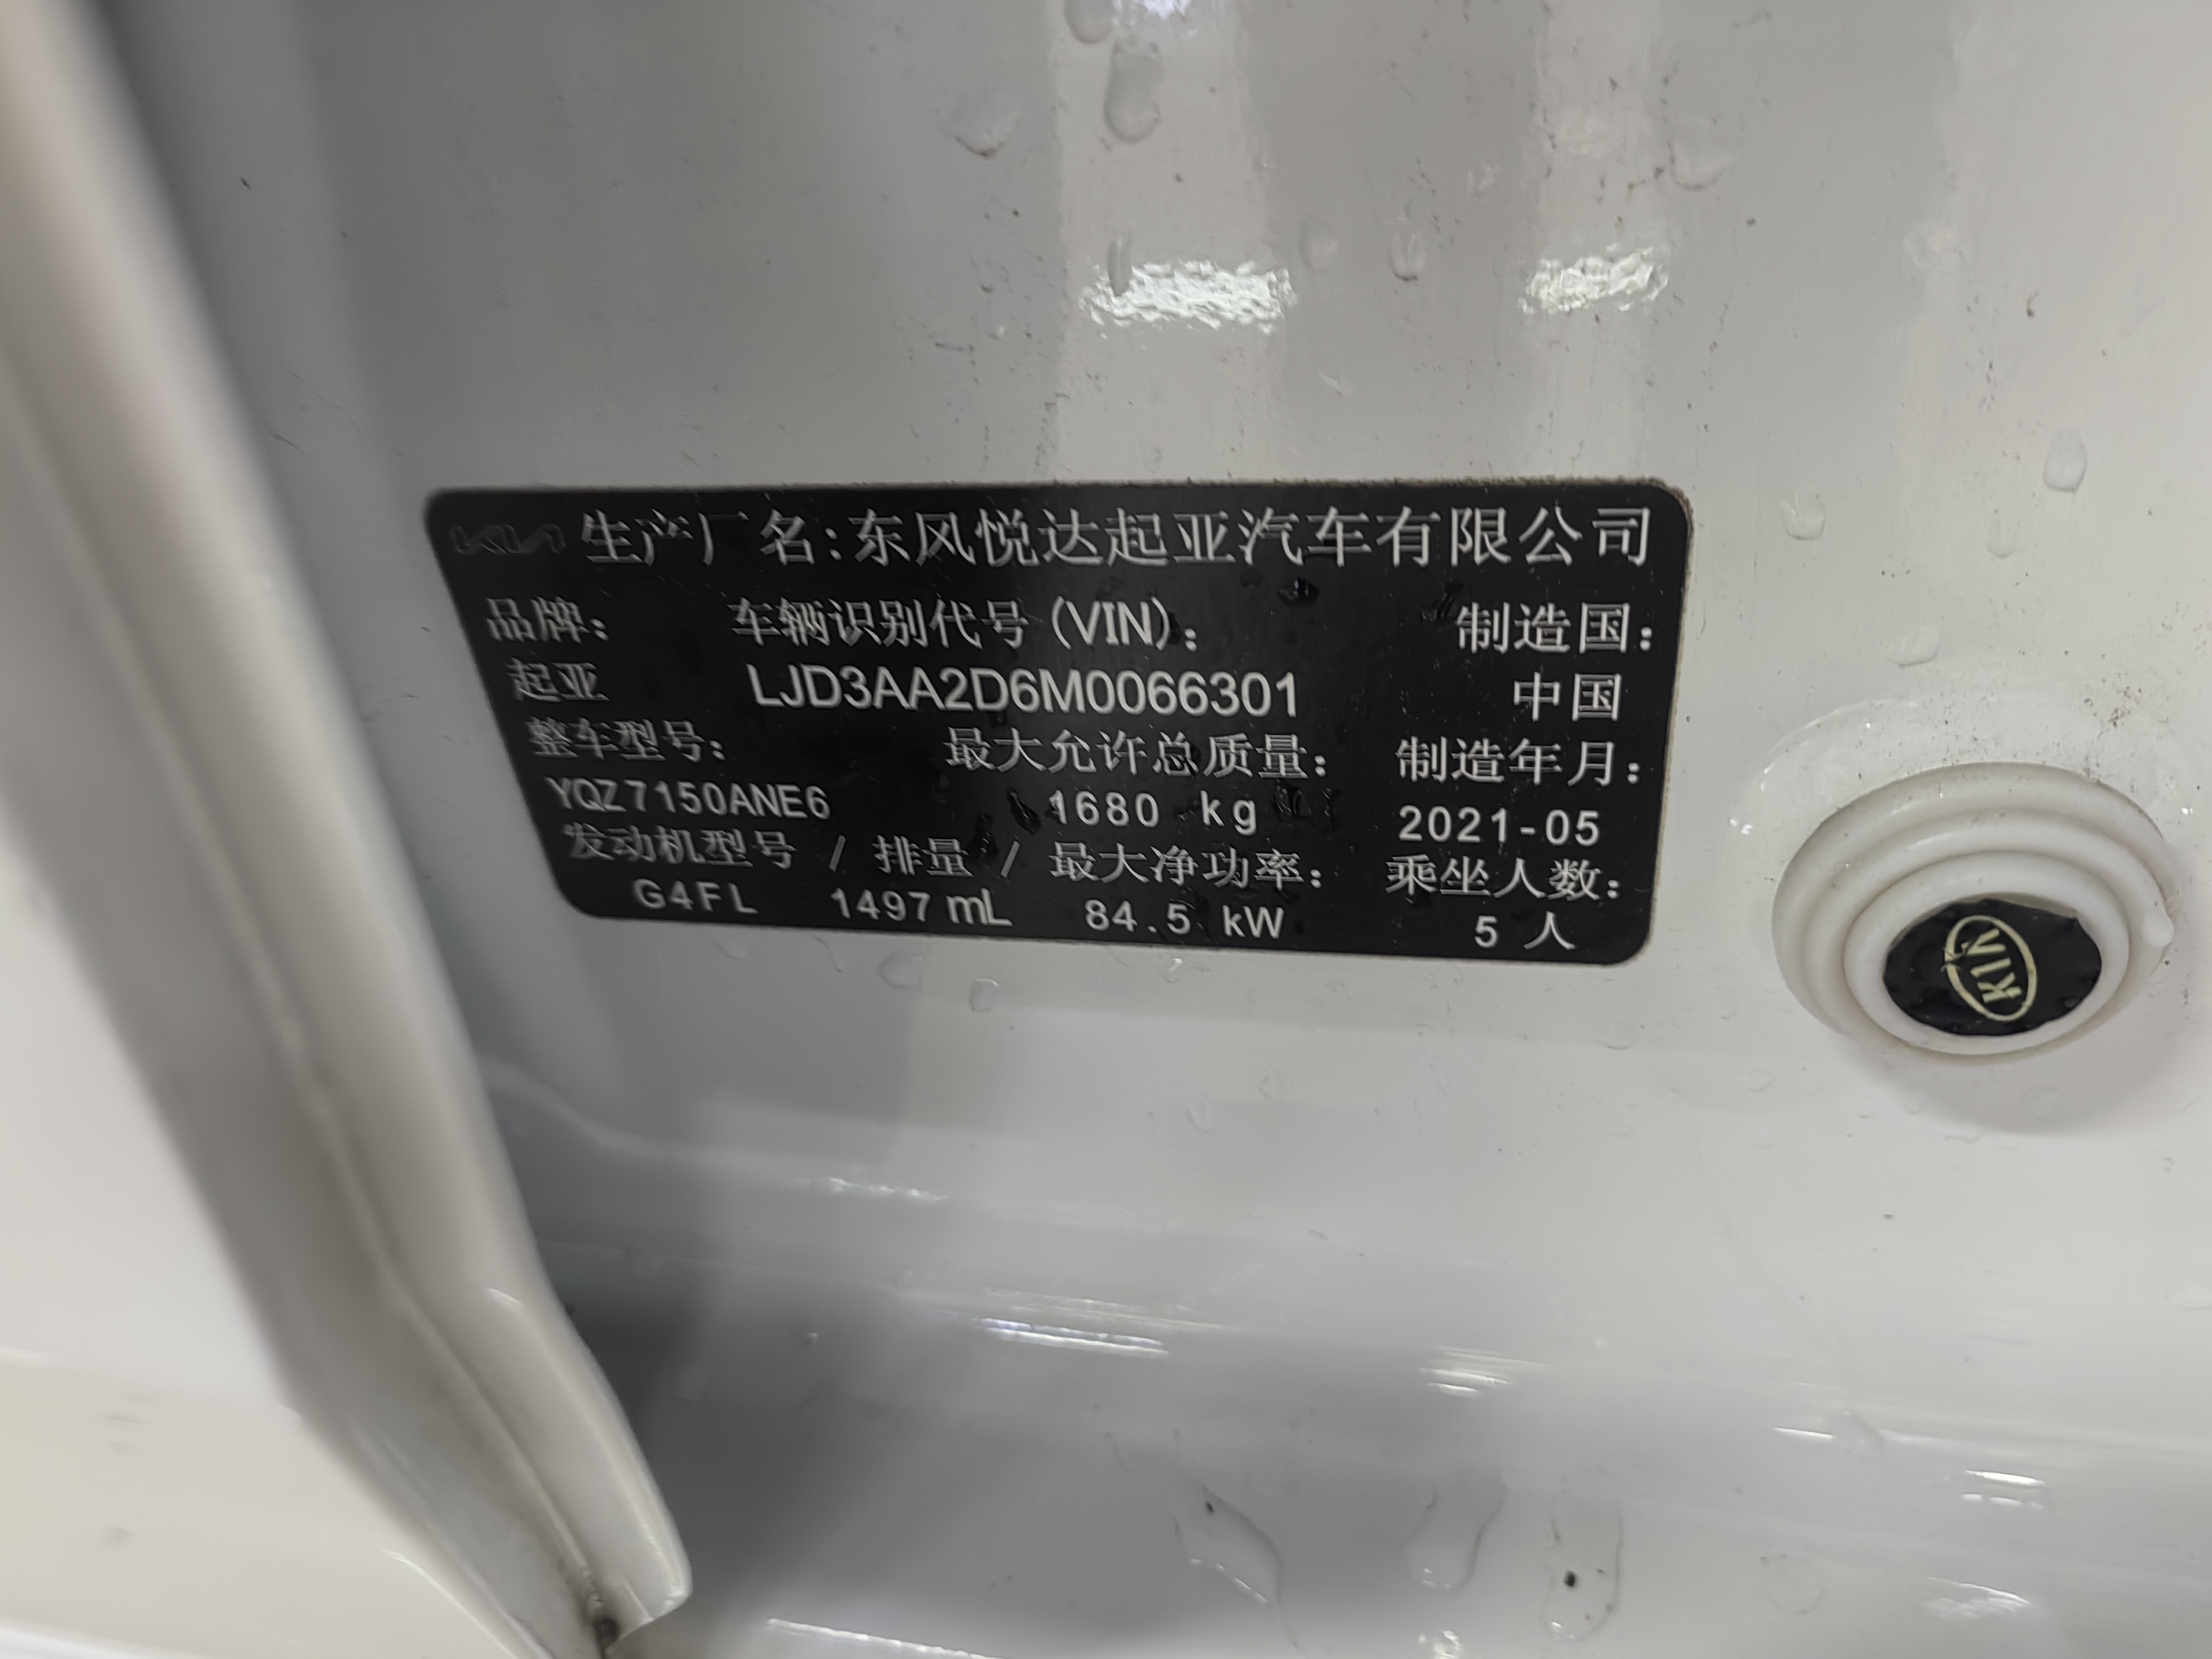 KIA 生产厂名:东风悦达起亚汽车有限公司
品牌: 车辆识别代号(VIN): 制造国:
起亚 LJD3AA2D6M0066301 中国
整车型号: 最大允许总质量: 制造年月:
YQZ7150ANE6 1680 kg 2021-05
发动机型号 / 排量 / 最大净功率: 乘坐人数:
G4FL 1497 mL 84.5 kW 5 人
KIA